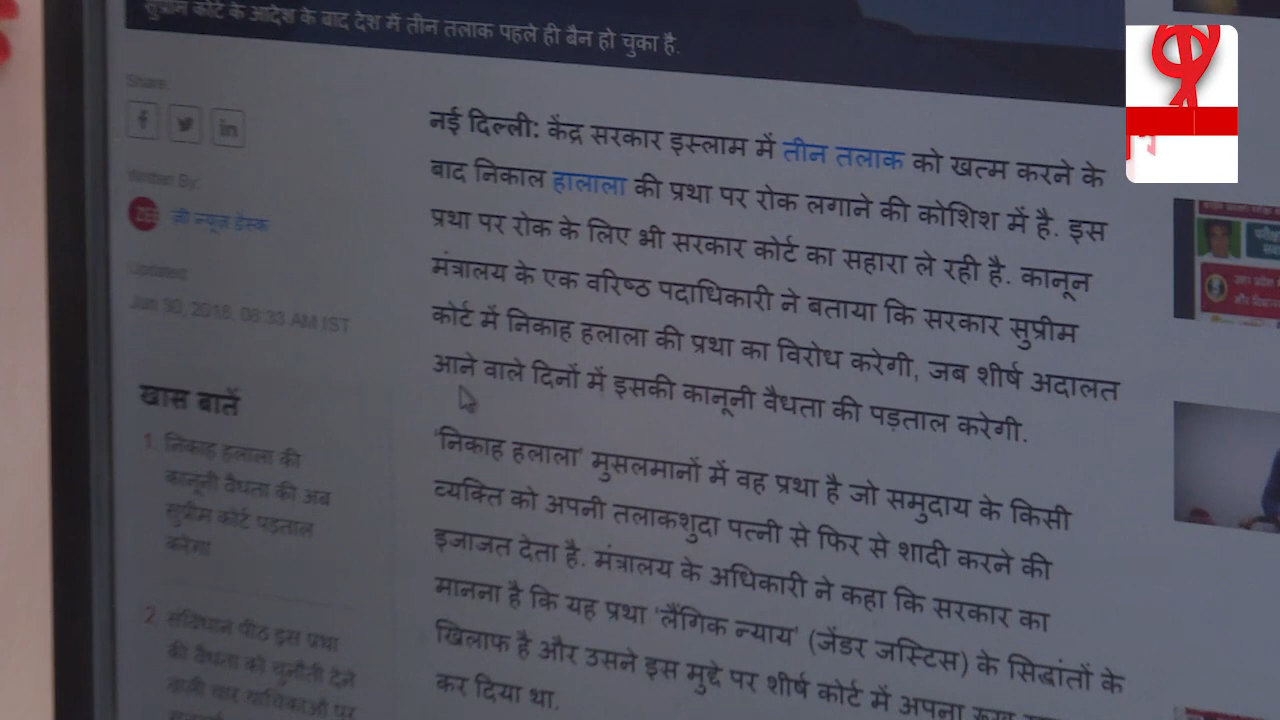 सुप्रीम कोर्ट के आदेश के बाद देश में तीन तलाक पहले ही बैन हो चुका है.
Share:
Written By:
ज़ी न्यूज़ डेस्क
Updated:
Jun 30, 2018, 08:33 AM IST
खास बातें
1. निकाह हलाला की
कानूनी वैधता की अब
सुप्रीम कोर्ट पड़ताल
करेगा
2. संविधान पीठ इस प्रथा
की वैधता को चुनौती देने
वाली चार याचिकाओं पर
नई दिल्ली: केंद्र सरकार इस्लाम में तीन तलाक को खत्म करने के
बाद निकाल हालाला की प्रथा पर रोक लगाने की कोशिश में है. इस
प्रथा पर रोक के लिए भी सरकार कोर्ट का सहारा ले रही है. कानून
मंत्रालय के एक वरिष्ठ पदाधिकारी ने बताया कि सरकार सुप्रीम
कोर्ट में निकाह हलाला की प्रथा का विरोध करेगी, जब शीर्ष अदालत
आने वाले दिनों में इसकी कानूनी वैधता की पड़ताल करेगी.
'निकाह हलाला' मुसलमानों में वह प्रथा है जो समुदाय के किसी
व्यक्ति को अपनी तलाकशुदा पत्नी से फिर से शादी करने की
इजाजत देता है. मंत्रालय के अधिकारी ने कहा कि सरकार का
मानना है कि यह प्रथा 'लैंगिक न्याय' (जेंडर जस्टिस) के सिद्धांतों के
खिलाफ है और उसने इस मुद्दे पर शीर्ष कोर्ट में अपना रूख
कर दिया था.